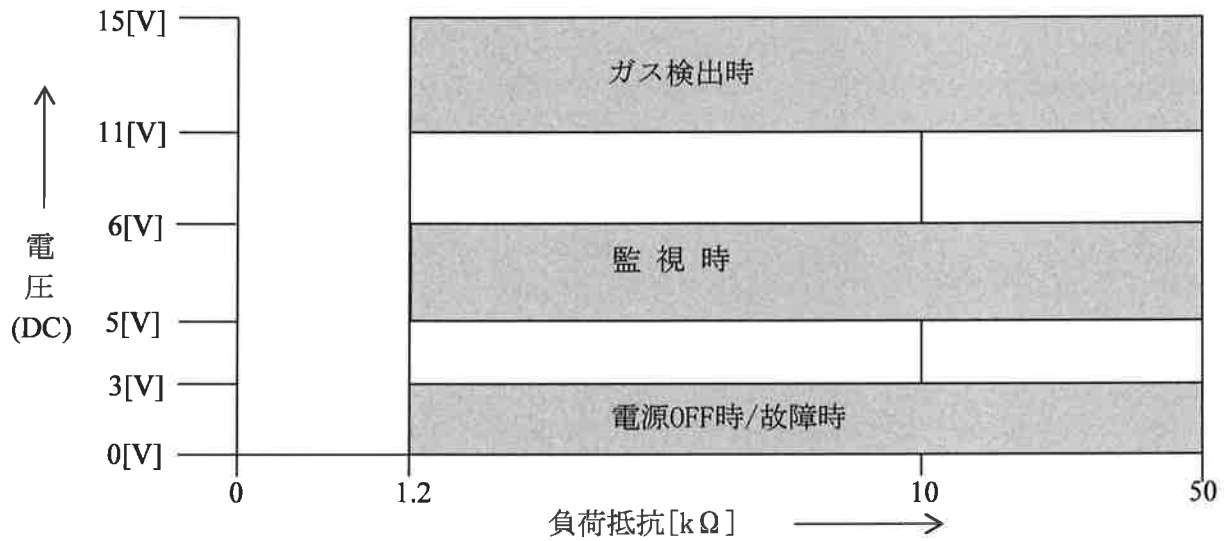 15[V]
ガス検出時
11[V]
6[V]
電
圧
(DC)
監 視 時
5[V]
3[V]
電源OFF時/故障時
0[V]
0
1.2
10
50
負荷抵抗[kΩ]